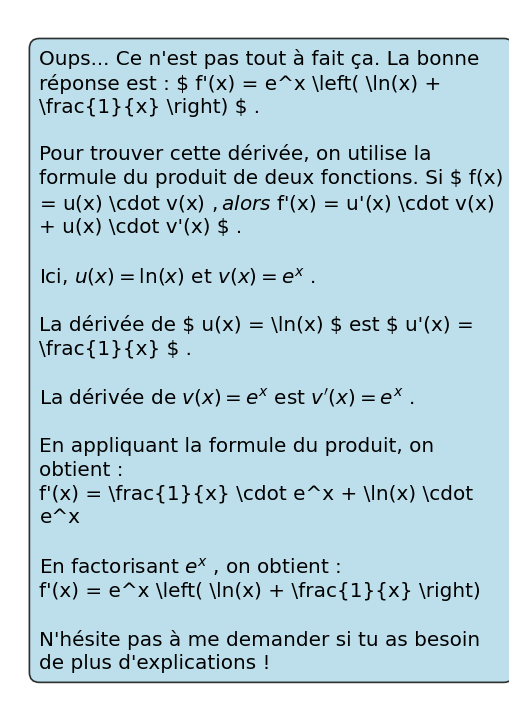 Oups... Ce n'est pas tout à fait ça. La bonne
réponse est : $ f'(x) = e^x \left( \ln(x) +
\frac{1}{x} \right) $ .
Pour trouver cette dérivée, on utilise la
formule du produit de deux fonctions. Si $ f(x)
= u(x) \cdot v(x) , alors f'(x) = u'(x) \cdot v(x)
+ u(x) \cdot v'(x) $ .
Ici, u(x) = ln(x) et v(x) = eˣ .
La dérivée de $ u(x) = \ln(x) $ est $ u'(x) =
\frac{1}{x} $ .
La dérivée de v(x) = eˣ est v′(x) = eˣ .
En appliquant la formule du produit, on
obtient :
f'(x) = \frac{1}{x} \cdot e^x + \ln(x) \cdot
e^x
En factorisant eˣ , on obtient :
f'(x) = e^x \left( \ln(x) + \frac{1}{x} \right)
N'hésite pas à me demander si tu as besoin
de plus d'explications !